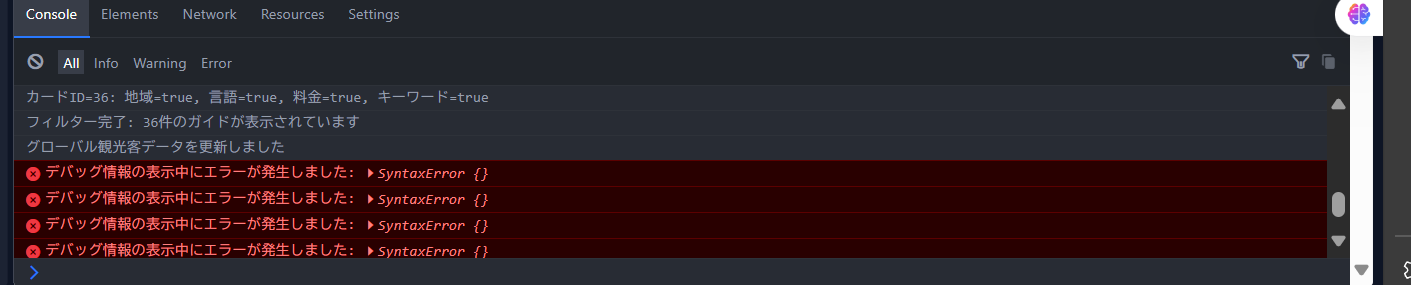 Console Elements Network Resources Settings
All Info Warning Error
カードID=36: 地域=true, 言語=true, 料金=true, キーワード=true
フィルター完了: 36件のガイドが表示されています
グローバル観光客データを更新しました
デバッグ情報の表示中にエラーが発生しました: SyntaxError {}
デバッグ情報の表示中にエラーが発生しました: SyntaxError {}
デバッグ情報の表示中にエラーが発生しました: SyntaxError {}
デバッグ情報の表示中にエラーが発生しました: SyntaxError {}